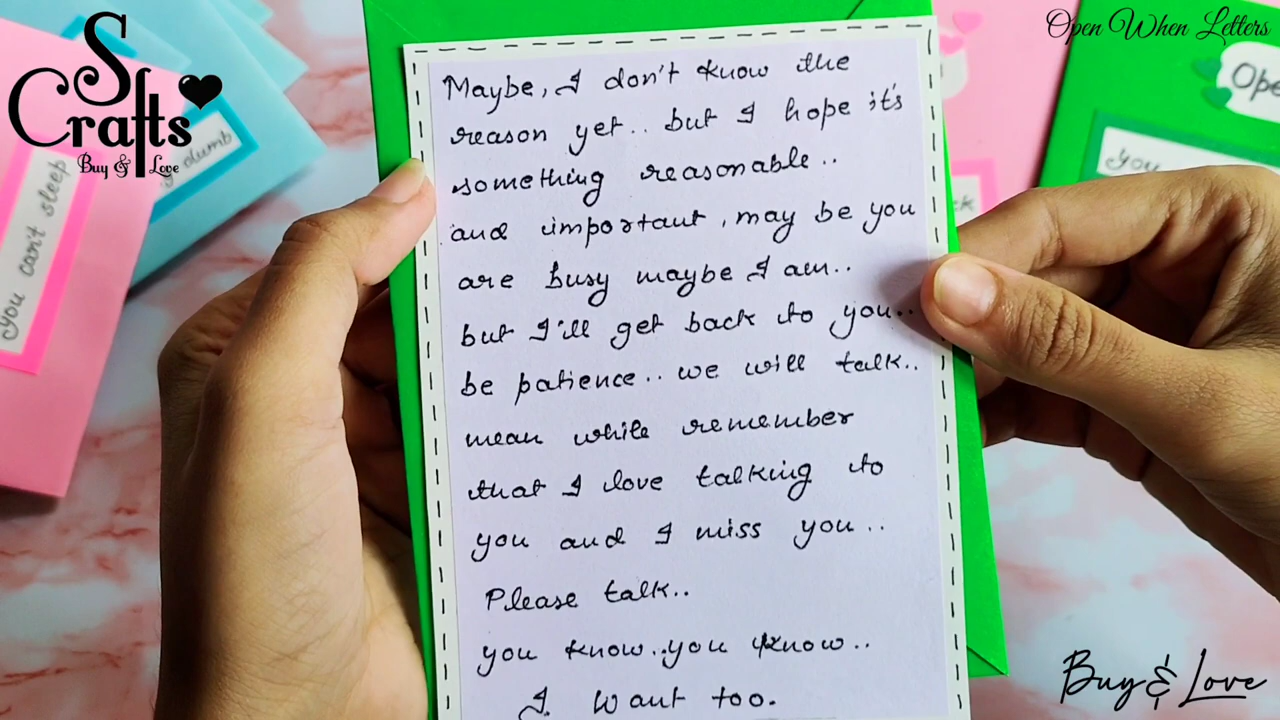 S
Crafts
Buy & Love
you can't sleep
dumb
Open When Letters
Ope
you
ck
Maybe, I don't know the
reason yet.. but I hope it's
something reasonable..
and important, may be you
are busy maybe I am..
but I'll get back to you..
be patience.. we will talk..
mean while remember
that I love talking to
you and I miss you..
Please talk..
you know..you know..
I want too.
Buy & Love